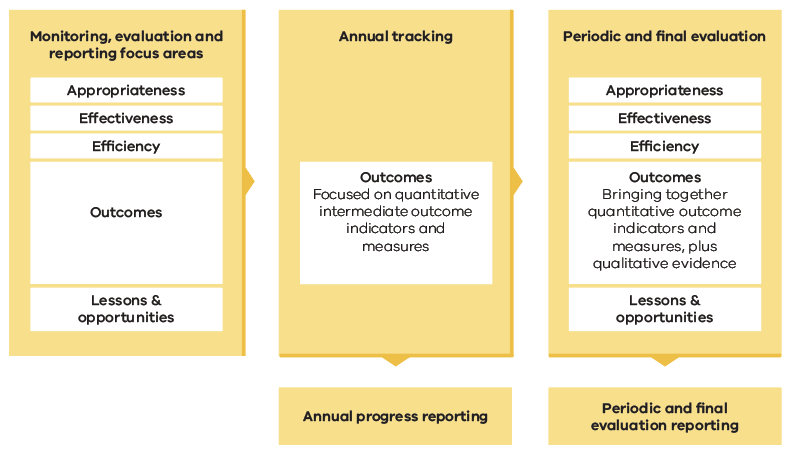 Monitoring, evaluation and
reporting focus areas
Appropriateness
Effectiveness
Efficiency
Outcomes
Lessons &
opportunities
Annual tracking
Outcomes
Focused on quantitative
intermediate outcome
indicators and
measures
Annual progress reporting
Periodic and final evaluation
Appropriateness
Effectiveness
Efficiency
Outcomes
Bringing together
quantitative outcome
indicators and
measures, plus
qualitative evidence
Lessons &
opportunities
Periodic and final
evaluation reporting